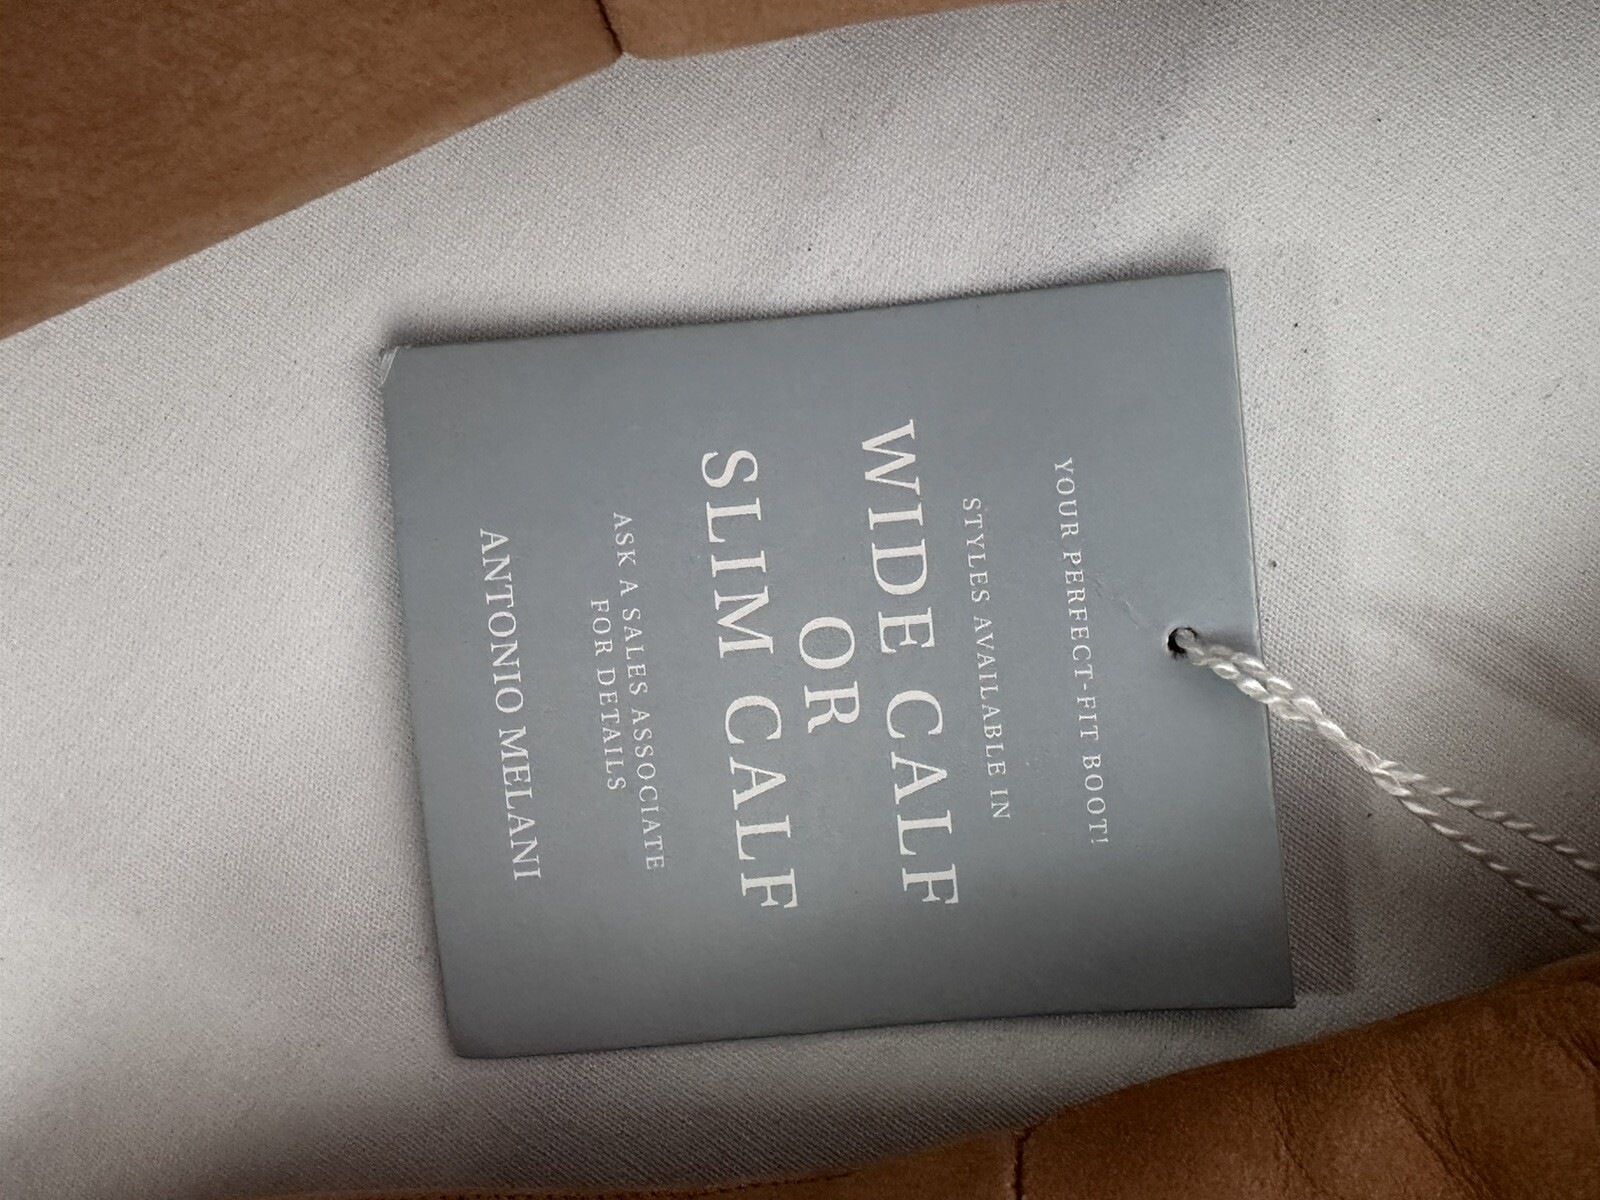 YOUR PERFECT-FIT BOOT!
STYLES AVAILABLE IN
WIDE CALF
OR
SLIM CALF
ASK A SALES ASSOCIATE
FOR DETAILS
ANTONIO MELANI